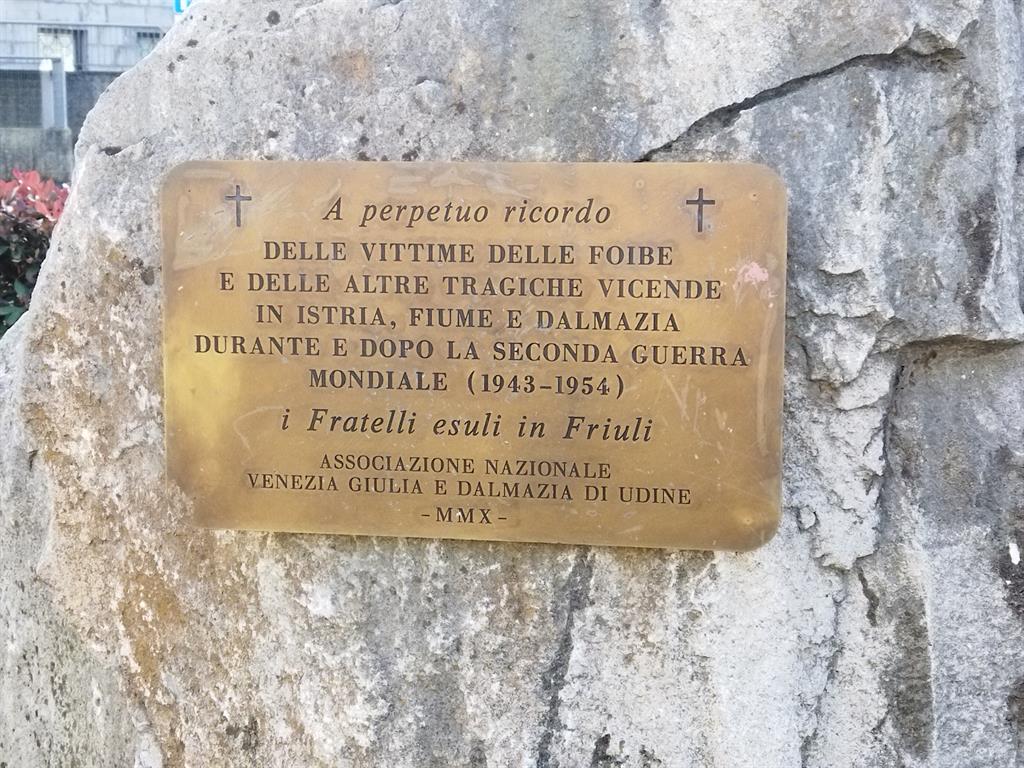 A perpetuo ricordo
DELLE VITTIME DELLE FOIBE
E DELLE ALTRE TRAGICHE VICENDE
IN ISTRIA, FIUME E DALMAZIA
DURANTE E DOPO LA SECONDA GUERRA
MONDIALE (1943-1954)
i Fratelli esuli in Friuli
ASSOCIAZIONE NAZIONALE
VENEZIA GIULIA E DALMAZIA DI UDINE
-MMX-